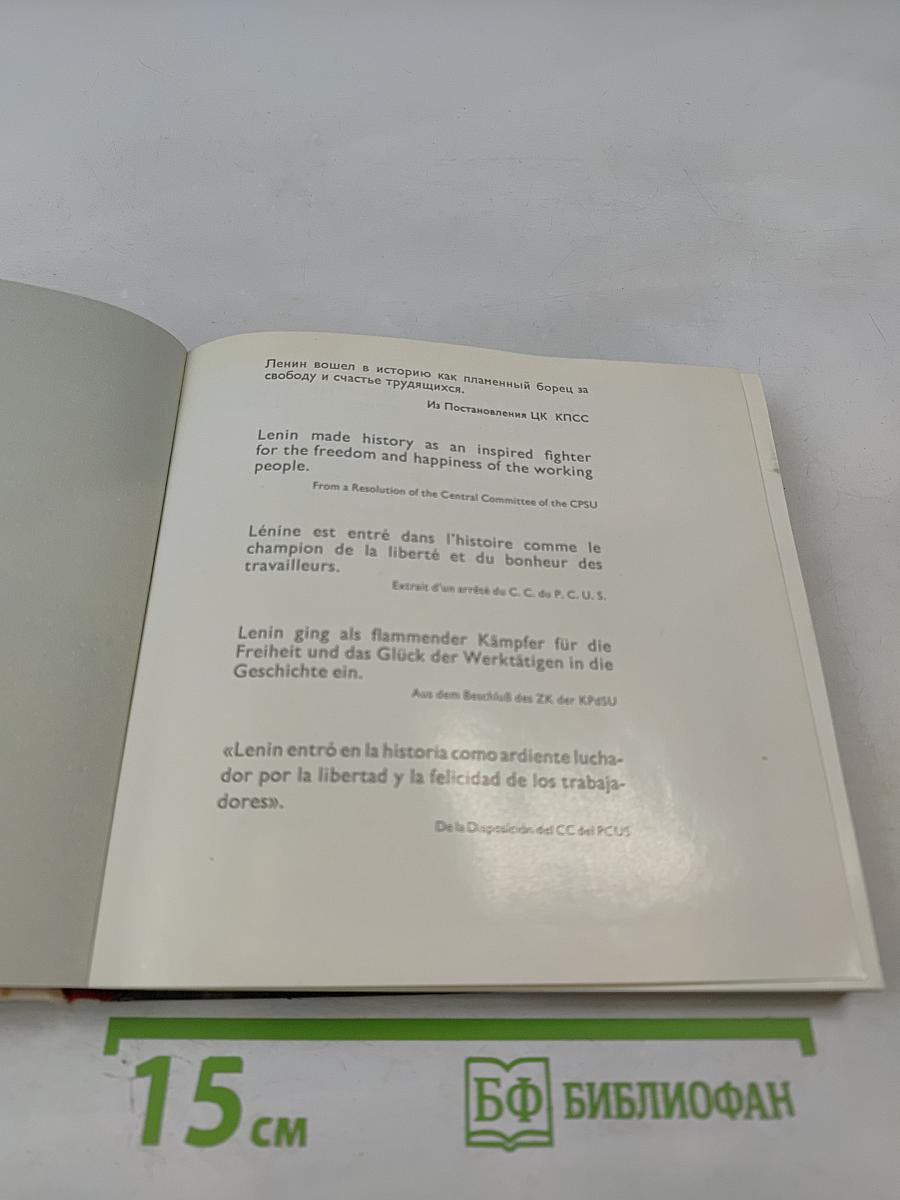 Ленин вошел в историю как пламенный борец за
свободу и счастье трудящихся.
Из Постановления ЦК КПСС
Lenin made history as an inspired fighter
for the freedom and happiness of the working
people.
From a Resolution of the Central Committee of the CPSU
Lénine est entré dans l'histoire comme le
champion de la liberté et du bonheur des
travailleurs.
Extrait d'un arrêté du C. C. du P. C. U. S.
Lenin ging als flammender Kämpfer für die
Freiheit und das Glück der Werktätigen in die
Geschichte ein.
Aus dem Beschluß des ZK der KPdSU
«Lenin entró en la historia como ardiente lucha-
dor por la libertad y la felicidad de los trabaja-
dores».
De la Disposición del CC del PCUS
15 см
БФ БИБЛИОФАН